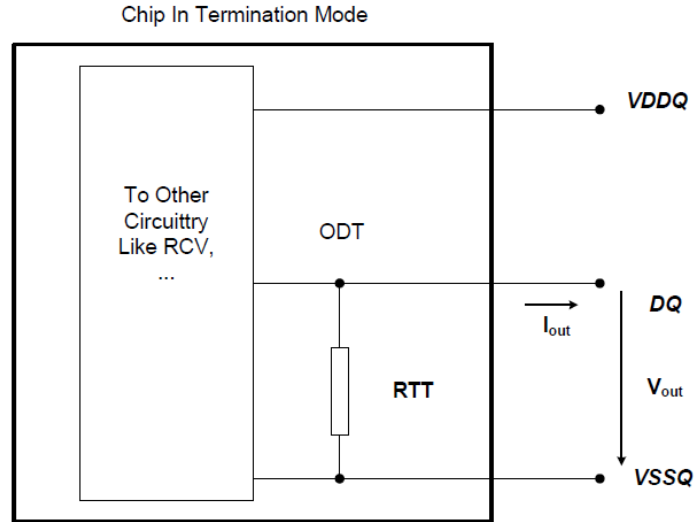 Chip In Termination Mode
VDDQ
To Other
Circuittry
Like RCV,
...
ODT
DQ
Iout
RTT
Vout
VSSQ